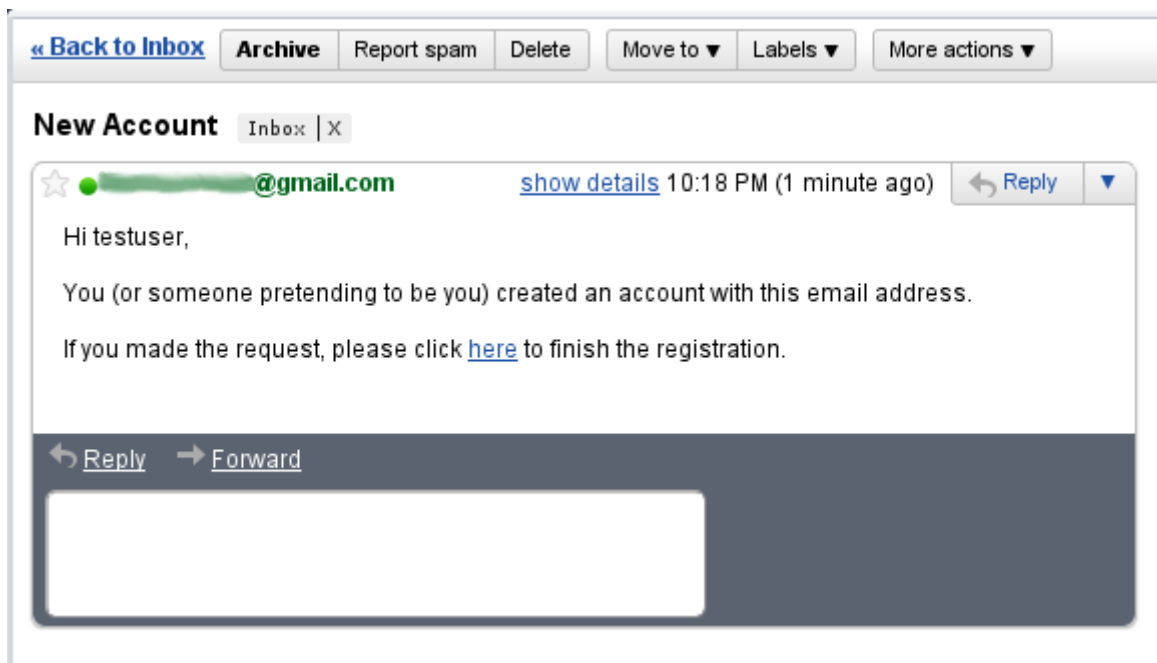 « Back to Inbox Archive Report spam Delete Move to ▼ Labels ▼ More actions ▼
New Account Inbox | X
@gmail.com show details 10:18 PM (1 minute ago) Reply ▼
Hi testuser,
You (or someone pretending to be you) created an account with this email address.
If you made the request, please click here to finish the registration.
Reply Forward